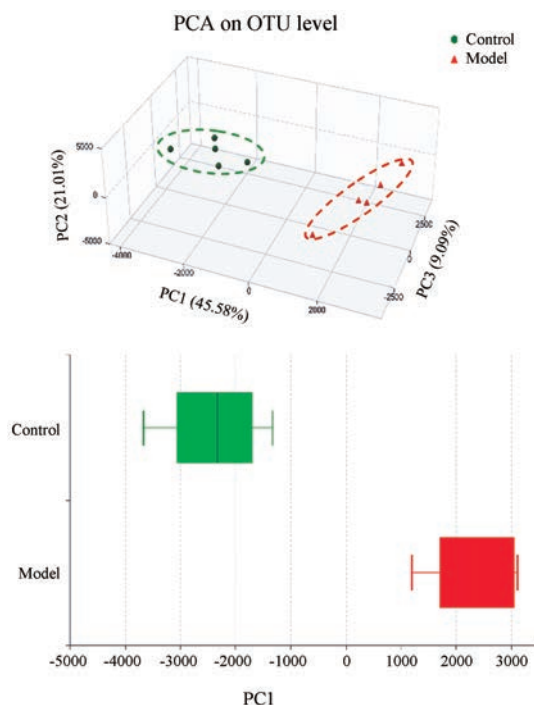 PCA on OTU level
Control
Model
PC2 (21.01%)
5000
0
-5000
-4000
-2000
0
2000
PC1 (45.58%)
2500
0
-2500
PC3 (9.09%)
Control
Model
-5000 -4000 -3000 -2000 -1000 0 1000 2000 3000
PC1